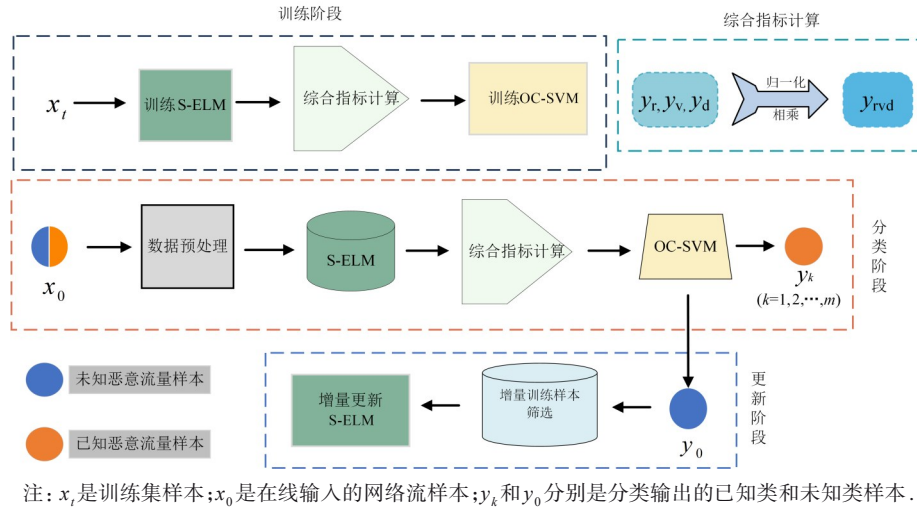 训练阶段
综合指标计算
x_t
训练S-ELM
综合指标计算
训练OC-SVM
y_r, y_v, y_d
归一化
相乘
y_rvd
x_0
数据预处理
S-ELM
综合指标计算
OC-SVM
y_k
(k=1,2,…,m)
分类阶段
未知恶意流量样本
已知恶意流量样本
增量更新
S-ELM
增量训练样本
筛选
y_0
更新阶段
注: x_t是训练集样本;x_0是在线输入的网络流样本;y_k和y_0分别是分类输出的已知类和未知类样本.